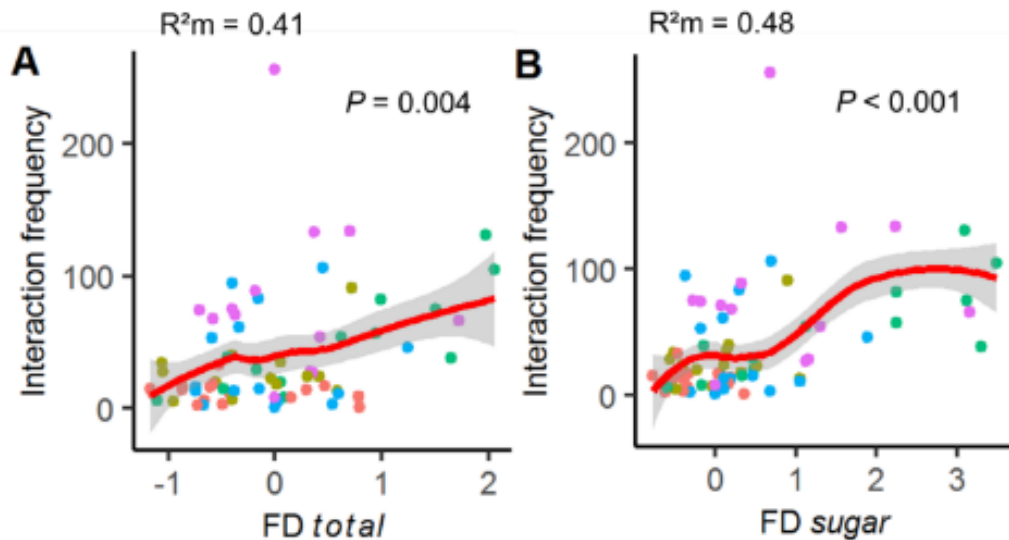 R²m = 0.41
A
P = 0.004
Interaction frequency
200
100
0
-1
0
1
2
FD total
R²m = 0.48
B
P < 0.001
Interaction frequency
200
100
0
0
1
2
3
FD sugar